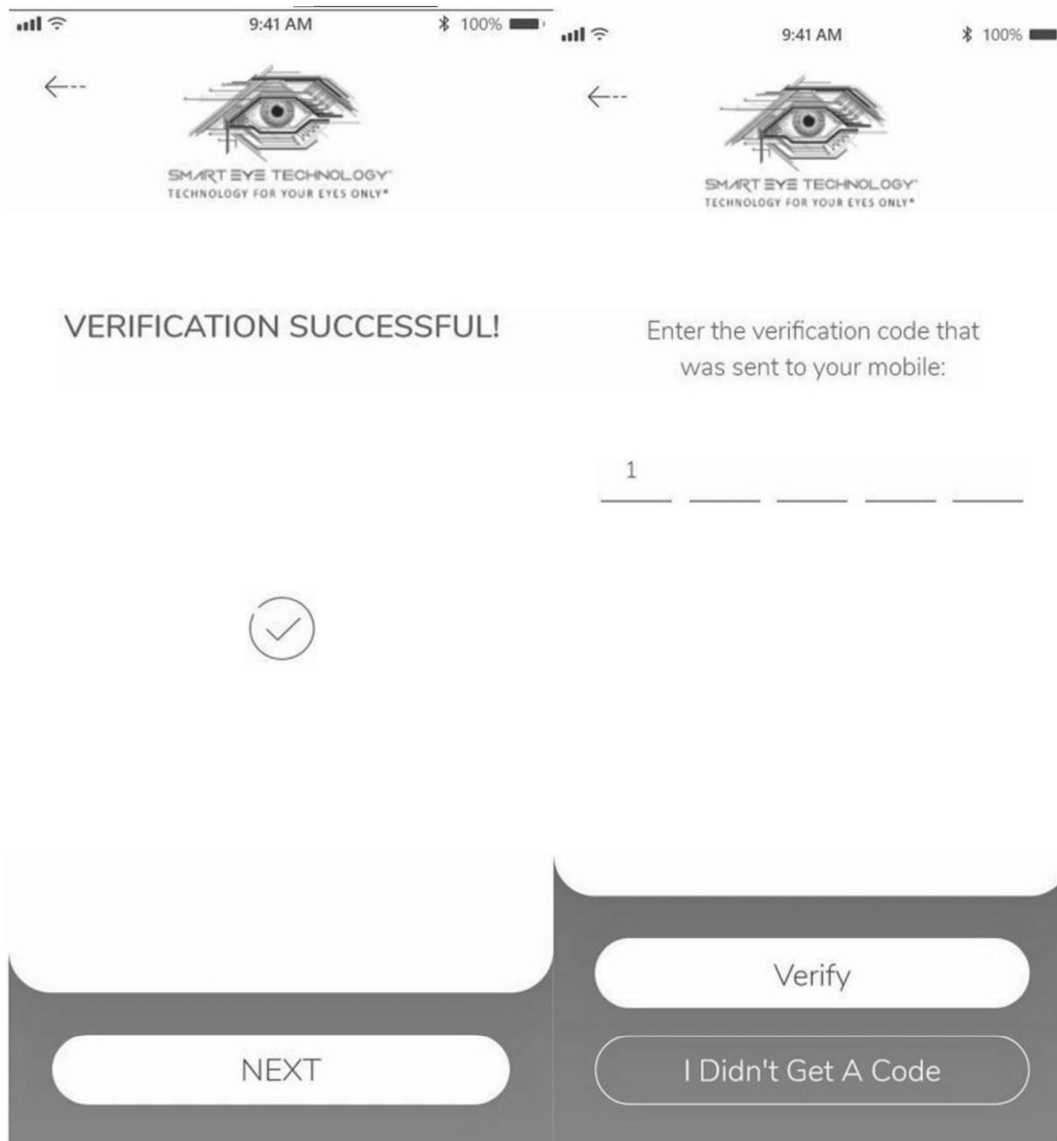 9:41 AM
100%
SMART EYE TECHNOLOGY
TECHNOLOGY FOR YOUR EYES ONLY®
VERIFICATION SUCCESSFUL!
NEXT
9:41 AM
100%
SMART EYE TECHNOLOGY
TECHNOLOGY FOR YOUR EYES ONLY®
Enter the verification code that
was sent to your mobile:
1
Verify
I Didn't Get A Code